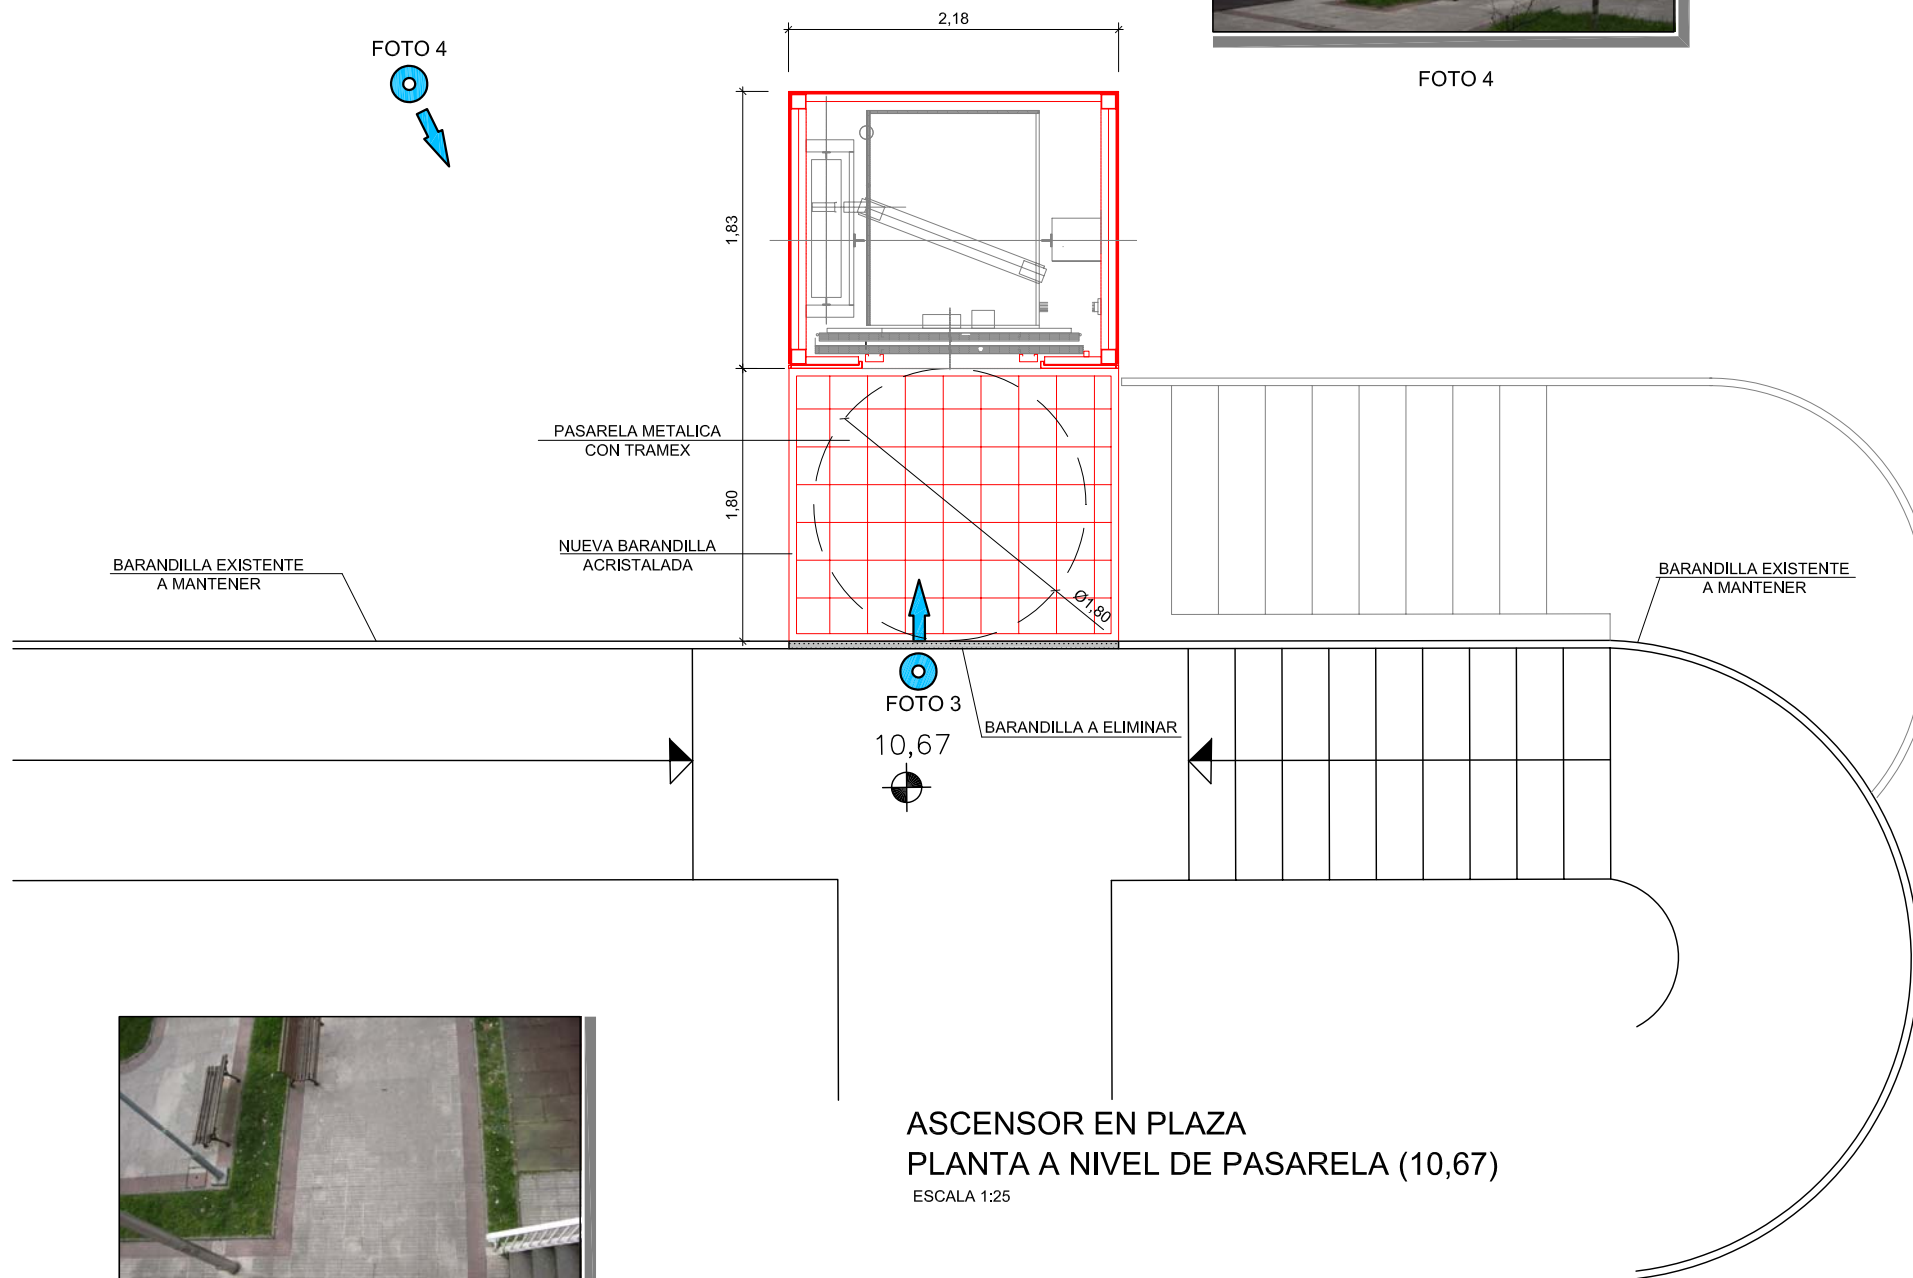 2,18
FOTO 4
FOTO 4
1,83
PASARELA METALICA
CON TRAMEX
1,80
NUEVA BARANDILLA
ACRISTALADA
BARANDILLA EXISTENTE
A MANTENER
BARANDILLA EXISTENTE
A MANTENER
Ø1,80
FOTO 3
BARANDILLA A ELIMINAR
10,67
ASCENSOR EN PLAZA
PLANTA A NIVEL DE PASARELA (10,67)
ESCALA 1:25